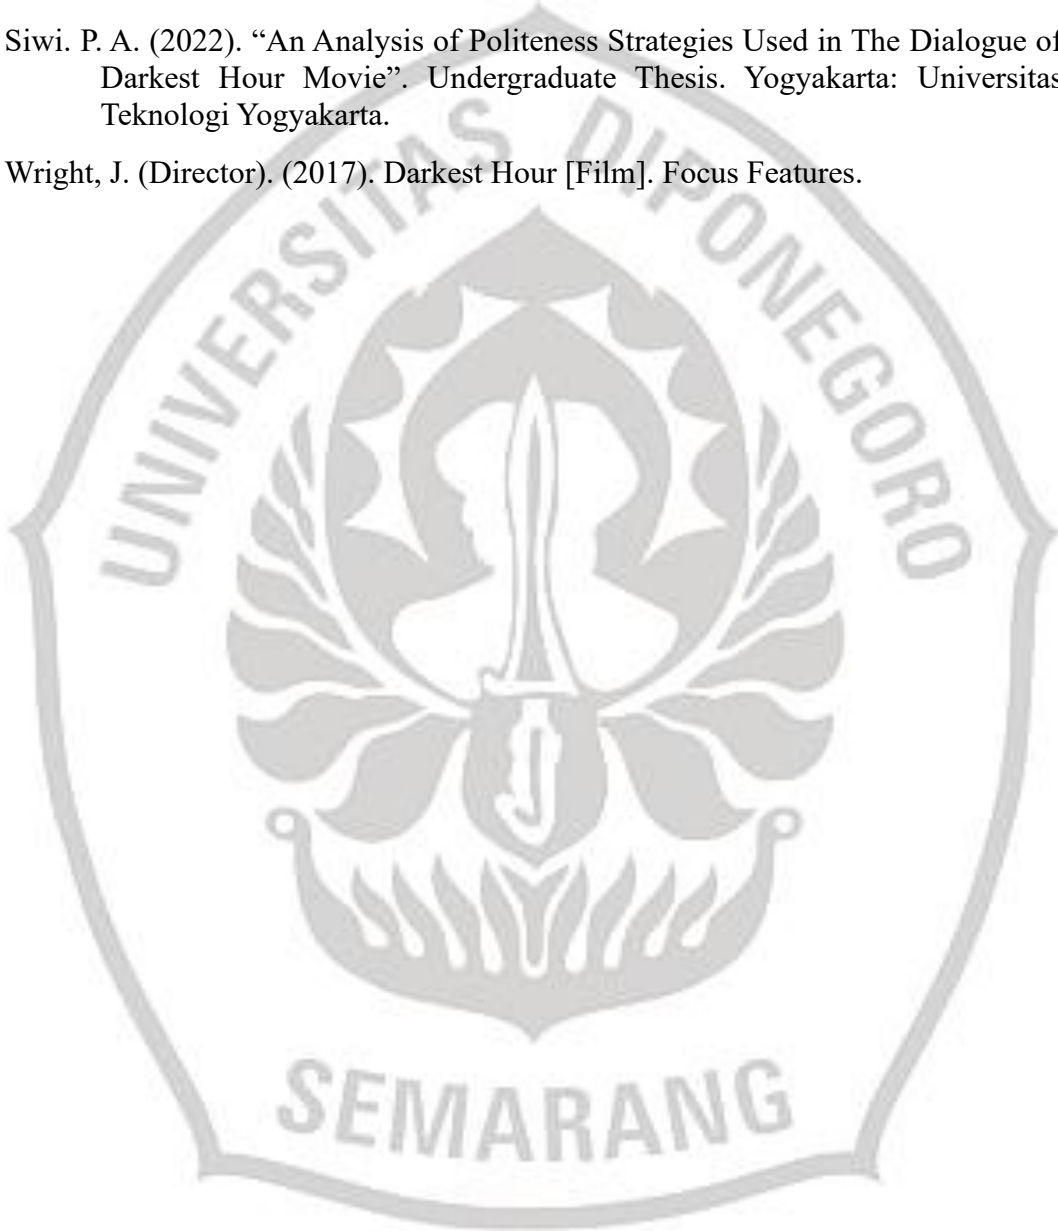 Siwi. P. A. (2022). “An Analysis of Politeness Strategies Used in The Dialogue of
Darkest Hour Movie”. Undergraduate Thesis. Yogyakarta: Universitas
Teknologi Yogyakarta.
Wright, J. (Director). (2017). Darkest Hour [Film]. Focus Features.
UNIVERSITAS DIPONEGORO
SEMARANG